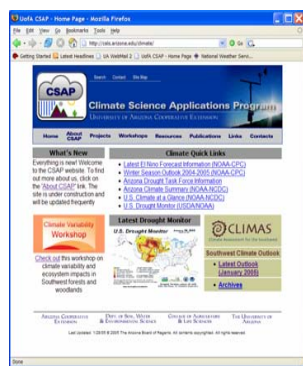 UofA CSAP - Home Page - Mozilla Firefox
File Edit View Go Bookmarks Tools Help
http://cals.arizona.edu/climate/
Getting Started Latest Headlines UA WebMail 2 UofA CSAP - Home Page National Weather Servi...
Search Contact Site Map
CSAP
Climate Science Applications Program
UNIVERSITY OF ARIZONA COOPERATIVE EXTENSION
Home About CSAP Projects Workshops Resources Publications Links Contacts
What's New
Everything is new! Welcome
to the CSAP website. To find
out more about us, click on
the "About CSAP" link. The
site is under construction and
will be updated frequently
Climate Quick Links
Latest El Nino Forecast Information (NOAA-CPC)
Winter Season Outlook 2004-2005 (NOAA-CPC)
Arizona Drought Task Force Information
Arizona Climate Summary (NOAA-NCDC)
U.S. Climate at a Glance (NOAA-NCDC)
U.S. Drought Monitor (USDA/NOAA)
Climate Variability
Workshop
Check out this workshop on
climate variability and
ecosystem impacts in
Southwest forests and
woodlands
Latest Drought Monitor
U.S. Drought Monitor
CLIMAS
Southwest Climate Outlook
Latest Outlook
(January 2005)
Archives
ARIZONA COOPERATIVE
EXTENSION
DEPT. OF SOIL, WATER
& ENVIRONMENTAL SCIENCE
COLLEGE OF AGRICULTURE
& LIFE SCIENCES
THE UNIVERSITY OF
ARIZONA
Done